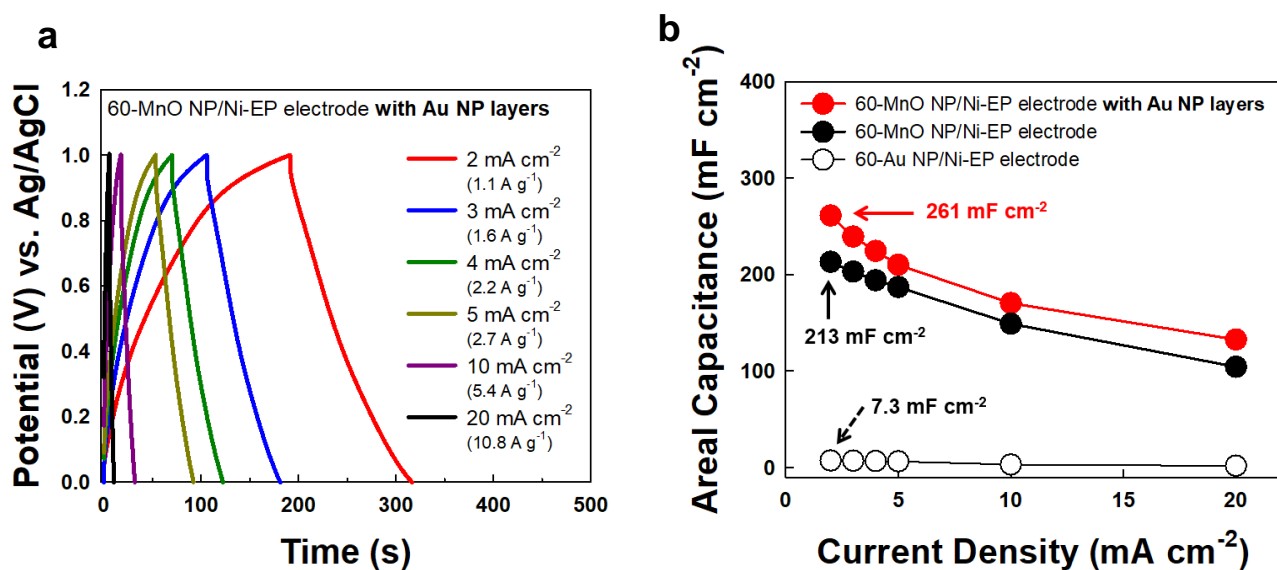 a
Potential (V) vs. Ag/AgCl
1.2
1.0
0.8
0.6
0.4
0.2
0.0
60-MnO NP/Ni-EP electrode with Au NP layers
2 mA cm⁻²
(1.1 A g⁻¹)
3 mA cm⁻²
(1.6 A g⁻¹)
4 mA cm⁻²
(2.2 A g⁻¹)
5 mA cm⁻²
(2.7 A g⁻¹)
10 mA cm⁻²
(5.4 A g⁻¹)
20 mA cm⁻²
(10.8 A g⁻¹)
0 100 200 300 400 500
Time (s)
b
Areal Capacitance (mF cm⁻²)
400
300
200
100
0
60-MnO NP/Ni-EP electrode with Au NP layers
60-MnO NP/Ni-EP electrode
60-Au NP/Ni-EP electrode
261 mF cm⁻²
213 mF cm⁻²
7.3 mF cm⁻²
0 5 10 15 20
Current Density (mA cm⁻²)